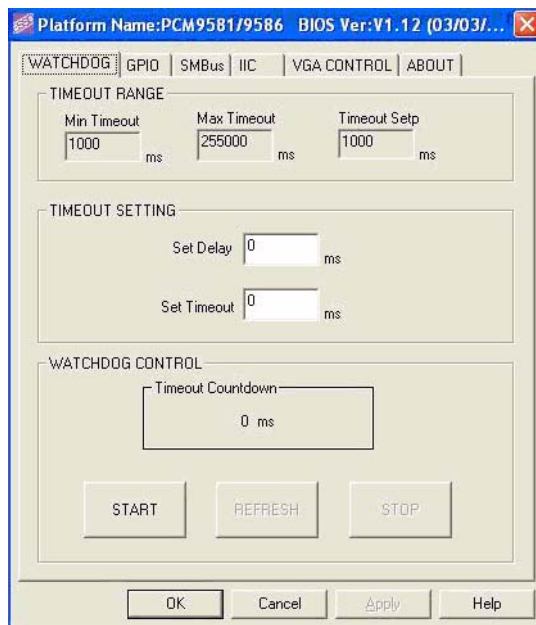 Platform Name:PCM9581/9586 BIOS Ver:V1.12 (03/03/...
WATCHDOG GPIO SMBus IIC VGA CONTROL ABOUT
TIMEOUT RANGE
Min Timeout Max Timeout Timeout Setp
1000 ms 255000 ms 1000 ms
TIMEOUT SETTING
Set Delay 0 ms
Set Timeout 0 ms
WATCHDOG CONTROL
Timeout Countdown
0 ms
START REFRESH STOP
OK Cancel Apply Help